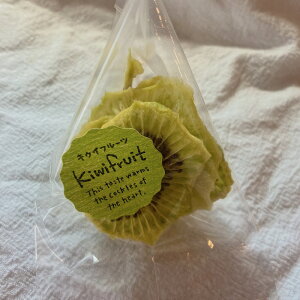 キウイフルーツ
Kiwifruit
This taste warms
the cockles of
the heart.